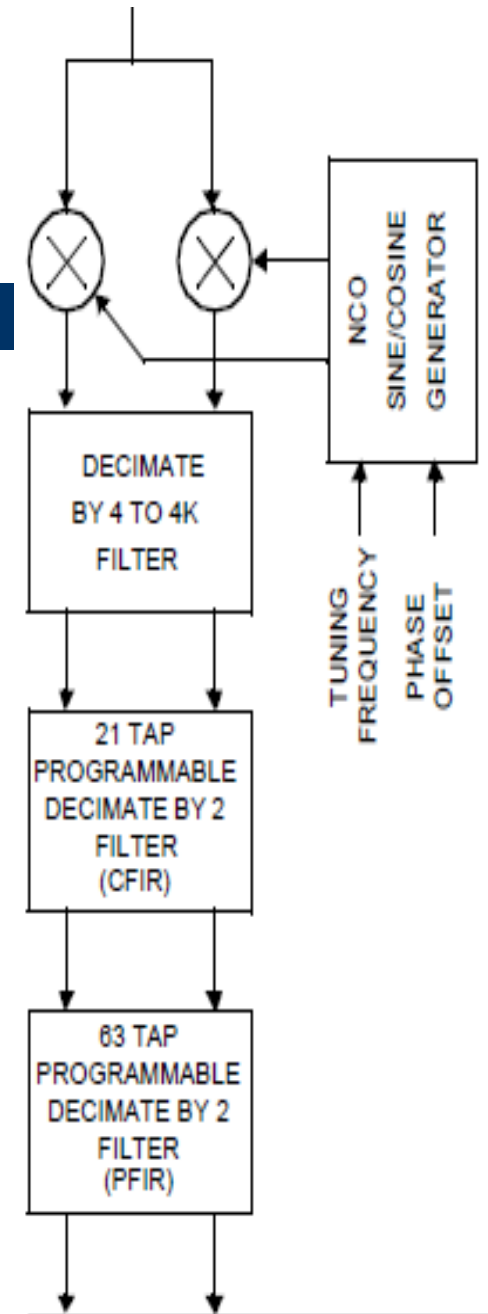 NCO
SINE/COSINE
GENERATOR
DECIMATE
BY 4 TO 4K
FILTER
TUNING
FREQUENCY
PHASE
OFFSET
21 TAP
PROGRAMMABLE
DECIMATE BY 2
FILTER
(CFIR)
63 TAP
PROGRAMMABLE
DECIMATE BY 2
FILTER
(PFIR)